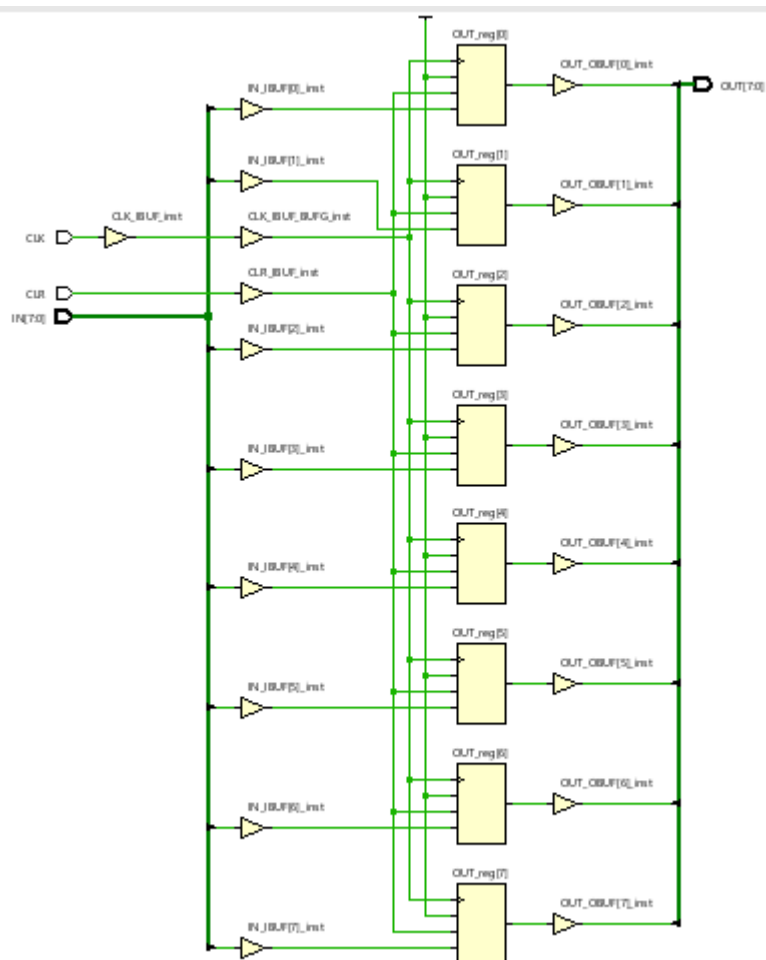 OUT_reg[0]
OUT_OBUF[0]_inst
OUT[7:0]
IN_IBUF[0]_inst
OUT_reg[1]
IN_IBUF[1]_inst
OUT_OBUF[1]_inst
CLK_IBUF_inst
CLK_IBUF_BUFG_inst
CLK
CLR_IBUF_inst
OUT_reg[2]
CLR
OUT_OBUF[2]_inst
IN[7:0]
IN_IBUF[2]_inst
OUT_reg[3]
OUT_OBUF[3]_inst
IN_IBUF[3]_inst
OUT_reg[4]
OUT_OBUF[4]_inst
IN_IBUF[4]_inst
OUT_reg[5]
OUT_OBUF[5]_inst
IN_IBUF[5]_inst
OUT_reg[6]
OUT_OBUF[6]_inst
IN_IBUF[6]_inst
OUT_reg[7]
OUT_OBUF[7]_inst
IN_IBUF[7]_inst